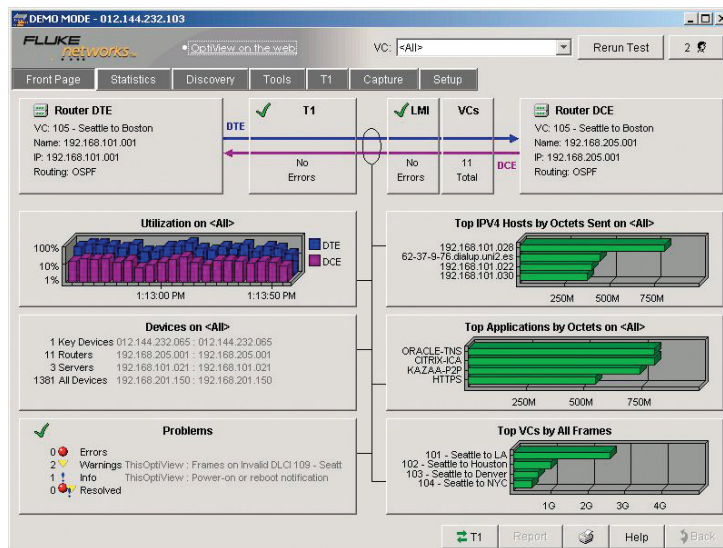 DEMO MODE - 012.144.232.103
FLUKE networks.
OptiView on the web
VC: <All>
Rerun Test
2
Front Page Statistics Discovery Tools T1 Capture Setup
Router DTE
VC: 105 - Seattle to Boston
Name: 192.168.101.001
IP: 192.168.101.001
Routing: OSPF
DTE
T1
No
Errors
LMI
No
Errors
VCs
11
Total
DCE
Router DCE
VC: 105 - Seattle to Boston
Name: 192.168.205.001
IP: 192.168.205.001
Routing: OSPF
Utilization on <All>
100%
10%
1%
DTE
DCE
1:13:00 PM 1:13:50 PM
Top IPV4 Hosts by Octets Sent on <All>
192.168.101.028
62-37-9-76.dialup.uni2.es
192.168.101.022
192.168.101.030
250M 500M 750M
Devices on <All>
1 Key Devices 012.144.232.065 : 012.144.232.065
11 Routers 192.168.205.001 : 192.168.205.001
3 Servers 192.168.101.021 : 192.168.101.021
1381 All Devices 192.168.201.150 : 192.168.201.150
Top Applications by Octets on <All>
ORACLE-TNS
CITRIX-ICA
KAZAA-P2P
HTTPS
250M 500M 750M
Problems
0 Errors
2 Warnings ThisOptiView : Frames on Invalid DLCI 109 - Seatt
1 Info ThisOptiView : Power-on or reboot notification
0 Resolved
Top VCs by All Frames
101 - Seattle to LA
102 - Seattle to Houston
103 - Seattle to Denver
104 - Seattle to NYC
1G 2G 3G 4G
T1 Report Help Back